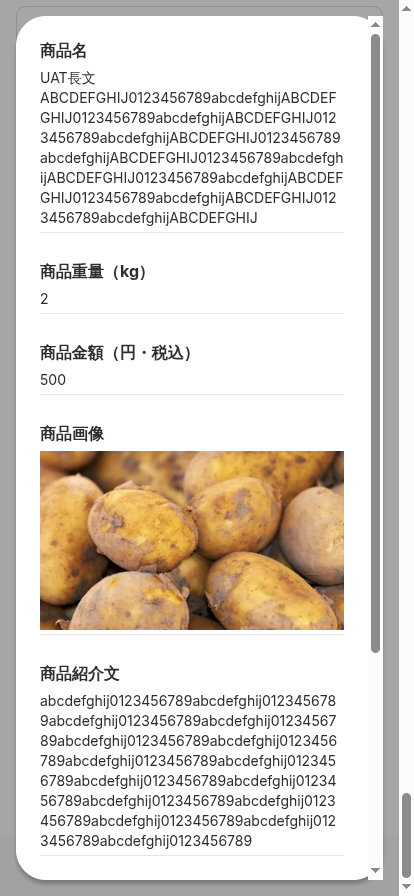 商品名
UAT長文
ABCDEFGHIJ0123456789abcdefghijABCDEF
GHIJ0123456789abcdefghijABCDEFGHIJ012
3456789abcdefghijABCDEFGHIJ0123456789
abcdefghijABCDEFGHIJ0123456789abcdefgh
ijABCDEFGHIJ0123456789abcdefghijABCDEF
GHIJ0123456789abcdefghijABCDEFGHIJ012
3456789abcdefghijABCDEFGHIJ
商品重量（kg）
2
商品金額（円・税込）
500
商品画像
商品紹介文
abcdefghij0123456789abcdefghij012345678
9abcdefghij0123456789abcdefghij01234567
89abcdefghij0123456789abcdefghij0123456
789abcdefghij0123456789abcdefghij012345
6789abcdefghij0123456789abcdefghij01234
56789abcdefghij0123456789abcdefghij0123
456789abcdefghij0123456789abcdefghij012
3456789abcdefghij0123456789